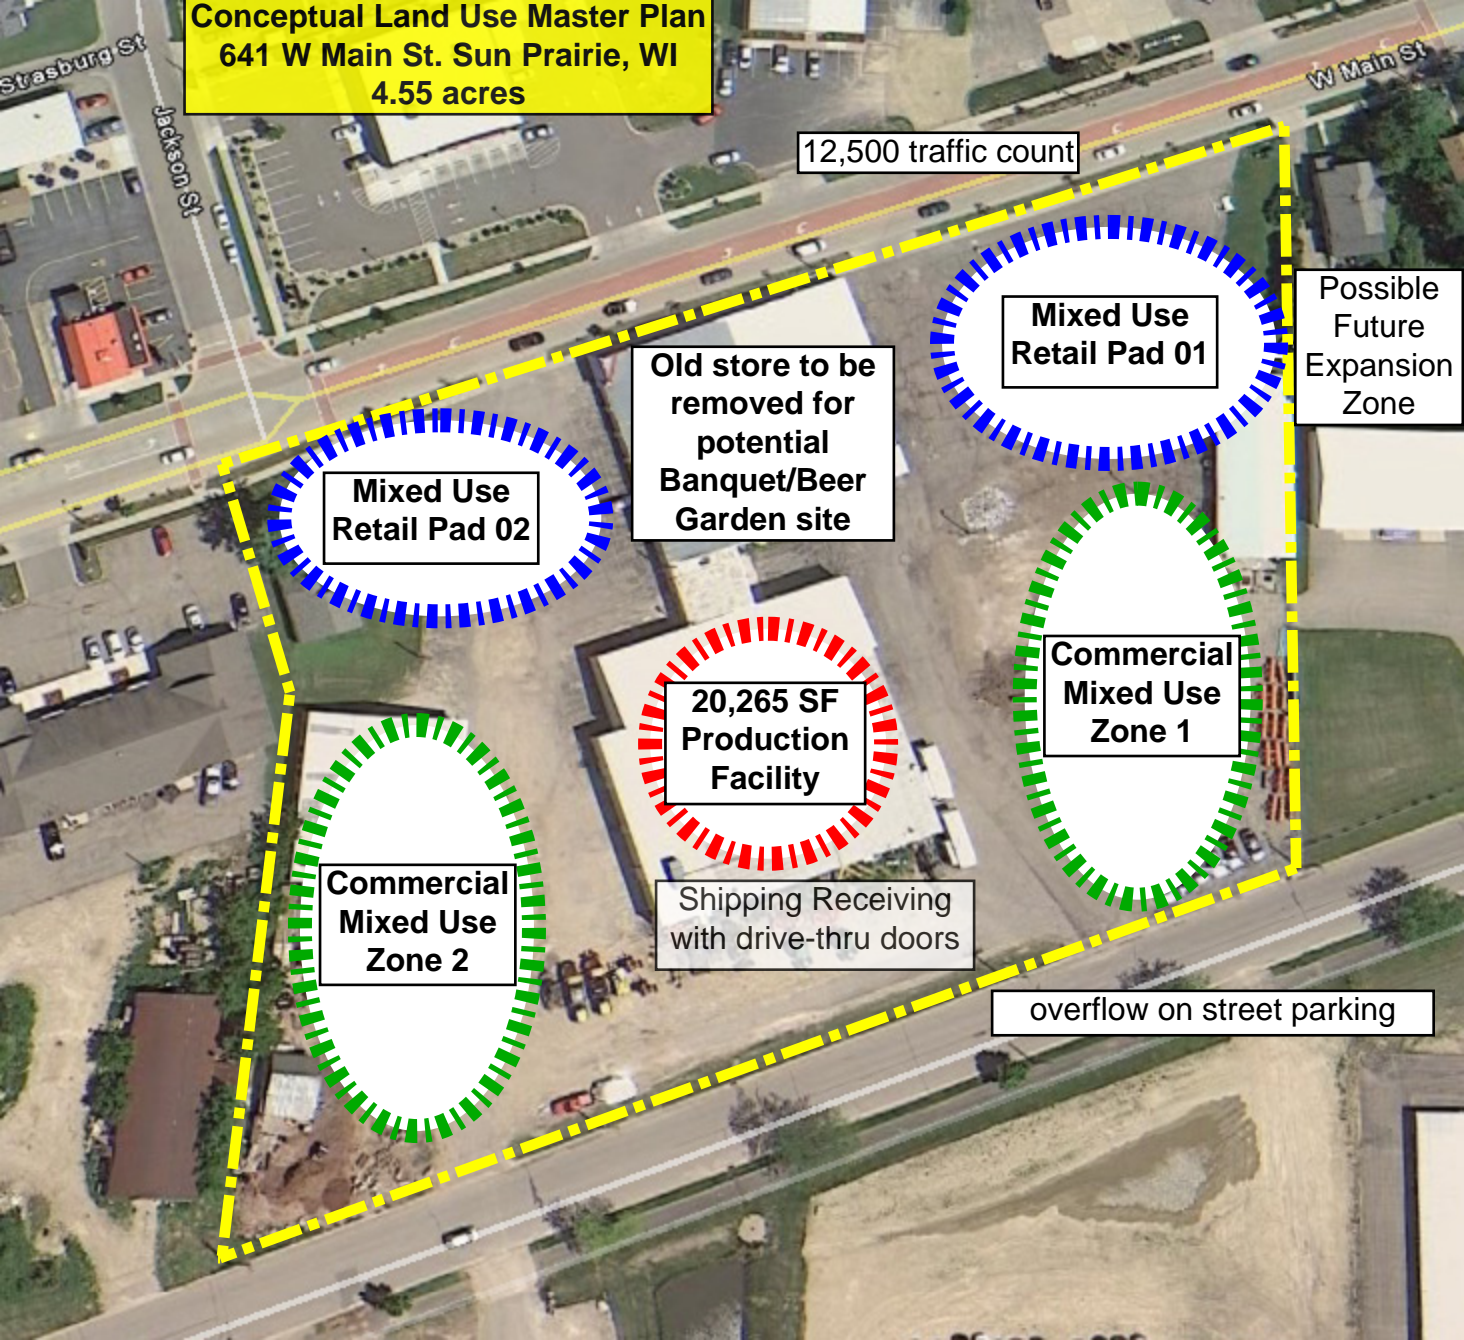 Conceptual Land Use Master Plan
641 W Main St. Sun Prairie, WI
4.55 acres
Strasburg St
Jackson St
W Main St
12,500 traffic count
Mixed Use
Retail Pad 01
Possible
Future
Expansion
Zone
Old store to be
removed for
potential
Banquet/Beer
Garden site
Mixed Use
Retail Pad 02
Commercial
Mixed Use
Zone 1
20,265 SF
Production
Facility
Commercial
Mixed Use
Zone 2
Shipping Receiving
with drive-thru doors
overflow on street parking